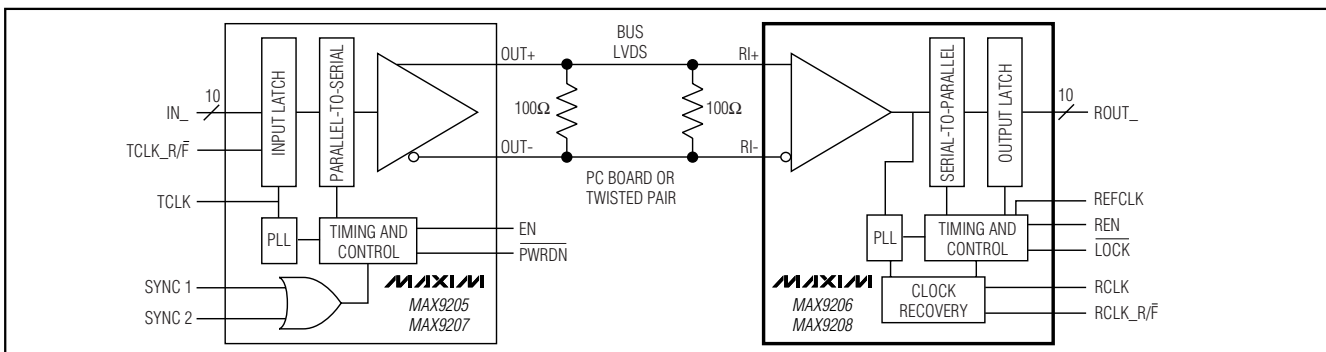 IN_
10
TCLK_R/F̅
TCLK
SYNC 1
SYNC 2
INPUT LATCH
PARALLEL-TO-SERIAL
PLL
TIMING AND
CONTROL
MAXIM
MAX9205
MAX9207
OUT+
OUT-
EN
P̅W̅R̅D̅N̅
100Ω
BUS
LVDS
100Ω
PC BOARD OR
TWISTED PAIR
RI+
RI-
SERIAL-TO-PARALLEL
OUTPUT LATCH
PLL
TIMING AND
CONTROL
CLOCK
RECOVERY
MAXIM
MAX9206
MAX9208
10
ROUT_
REFCLK
REN
L̅O̅C̅K̅
RCLK
RCLK_R/F̅